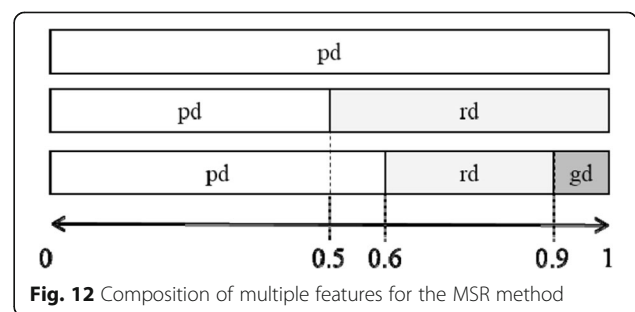 pd
pd rd
pd rd gd
0 0.5 0.6 0.9 1
Fig. 12 Composition of multiple features for the MSR method